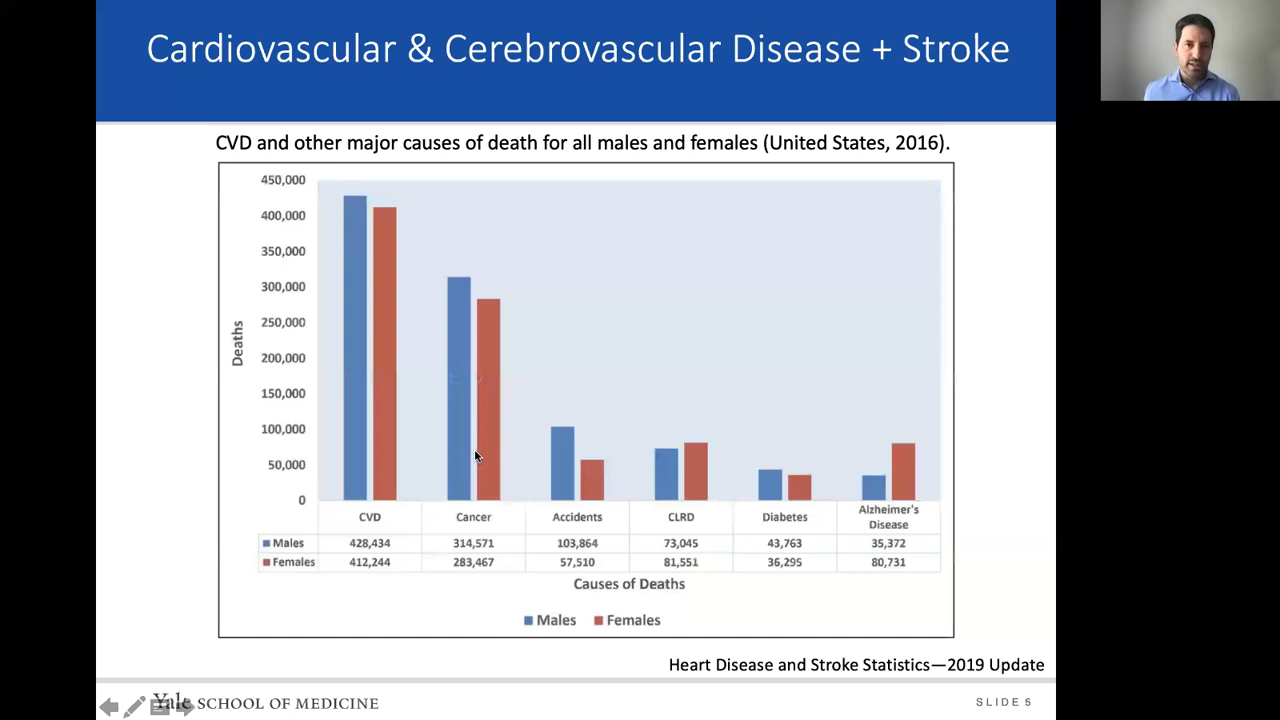 Cardiovascular & Cerebrovascular Disease + Stroke
CVD and other major causes of death for all males and females (United States, 2016).
450,000
400,000
350,000
300,000
250,000
200,000
150,000
100,000
50,000
0
Deaths
CVD Cancer Accidents CLRD Diabetes Alzheimer's
Disease
Males 428,434 314,571 103,864 73,045 43,763 35,372
Females 412,244 283,467 57,510 81,551 36,295 80,731
Causes of Deaths
Males Females
Heart Disease and Stroke Statistics—2019 Update
Yale SCHOOL OF MEDICINE
SLIDE 5